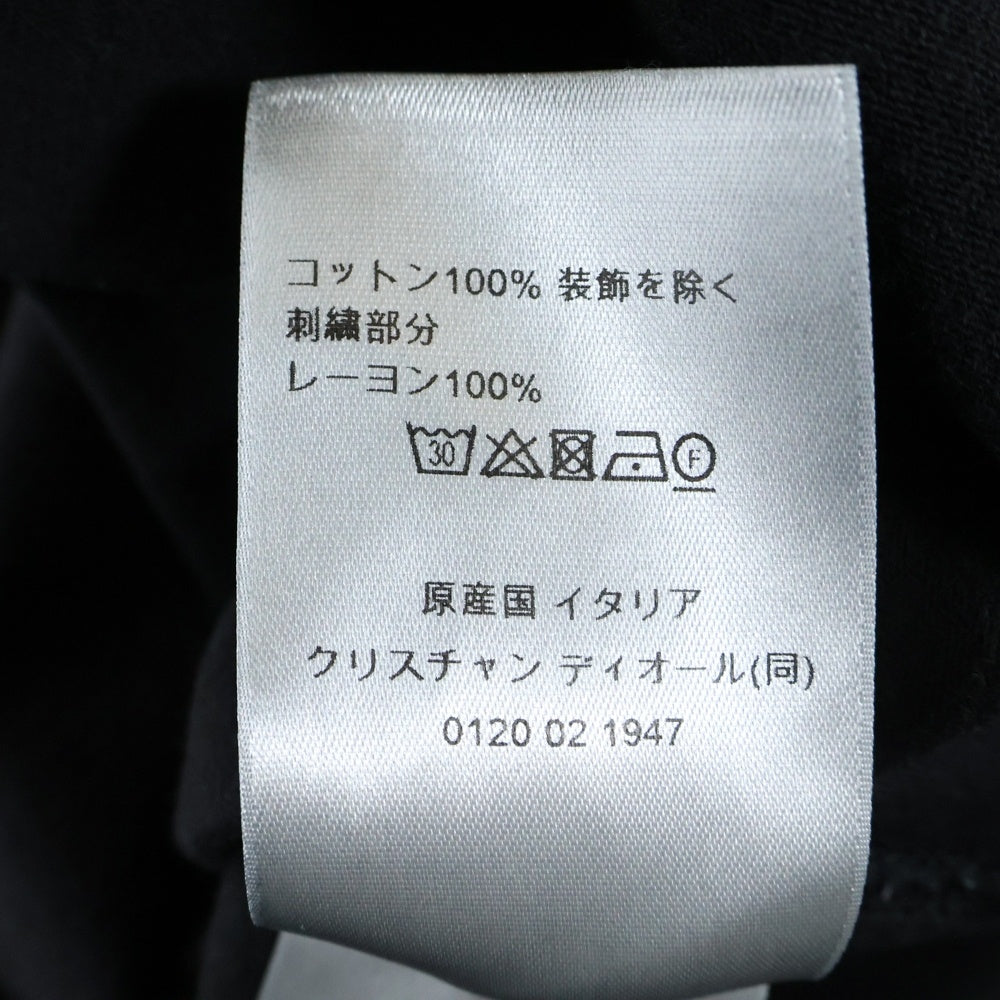 コットン100% 装飾を除く
刺繍部分
レーヨン100%
30 F
原産国 イタリア
クリスチャン ディオール(同)
0120 02 1947